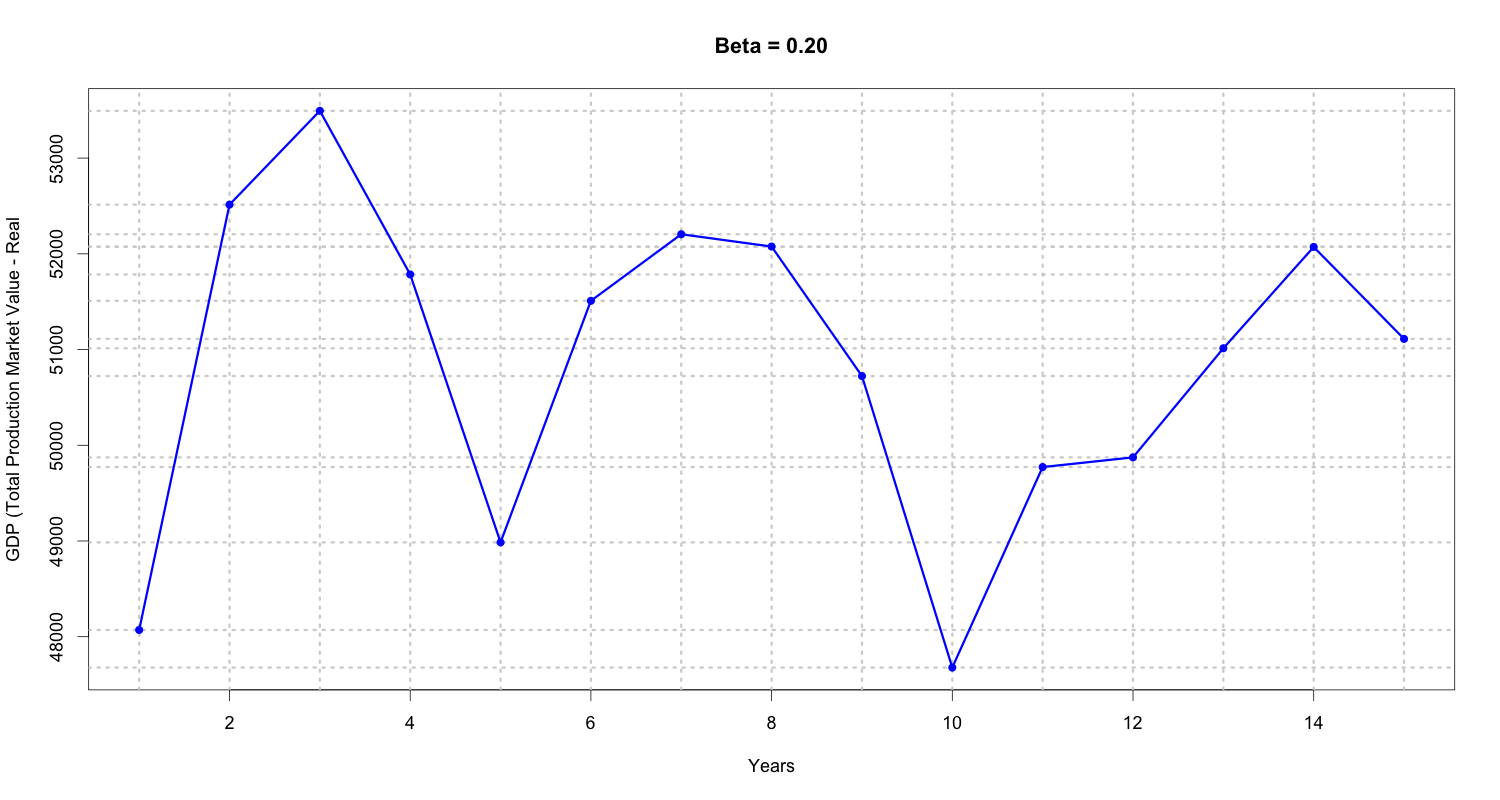 Beta = 0.20
GDP (Total Production Market Value - Real
53000
52000
51000
50000
49000
48000
2 4 6 8 10 12 14
Years